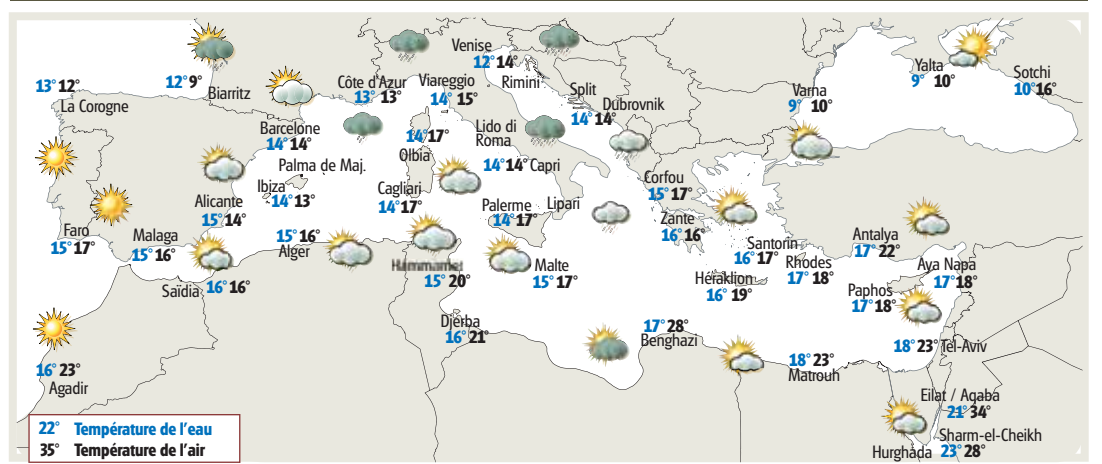 Venise
12° 14°
Rimini
Yalta
9° 10°
Sotchi
10° 16°
13° 12°
La Corogne
12° 9°
Biarritz
Côte d'Azur
13° 13°
Viareggio
14° 15°
Split
14° 14°
Dubrovnik
Varna
9° 10°
Barcelone
14° 14°
14° 17°
Olbia
Lido di
Roma
14° 14°
Capri
Palma de Maj.
Ibiza
14° 13°
Cagliari
14° 17°
Palerme
14° 17°
Lipari
Corfou
15° 17°
Zante
16° 16°
Alicante
15° 14°
Faro
15° 17°
Malaga
15° 16°
15° 16°
Alger
Saïdia
16° 16°
Hammamet
15° 20°
Malte
15° 17°
Santorin
16° 17°
Rhodes
17° 18°
Antalya
17° 22°
Aya Napa
17° 18°
Héraklion
16° 19°
Paphos
17° 18°
Djerba
16° 21°
17° 28°
Benghazi
18° 23°
Matrouh
18° 23° Tel-Aviv
16° 23°
Agadir
Eilat / Aqaba
21° 34°
Sharm-el-Cheikh
Hurghada 23° 28°
22° Température de l'eau
35° Température de l'air